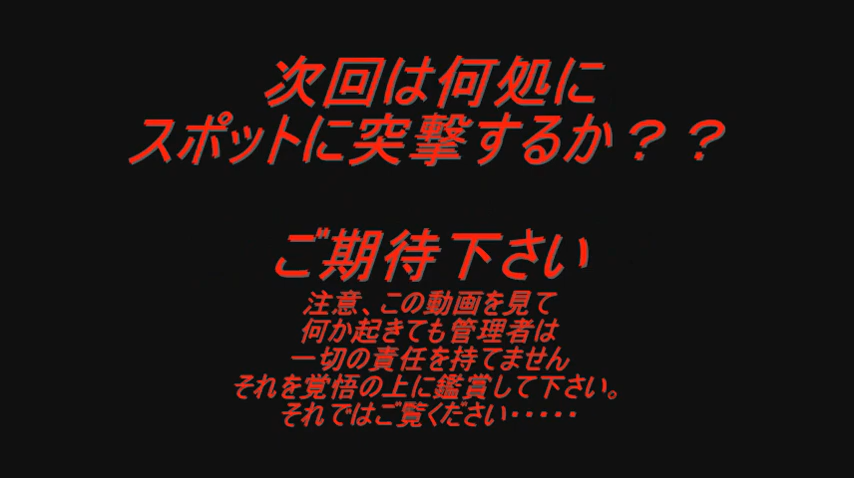 次回は何処に
スポットに突撃するか？？
ご期待下さい
注意、この動画を見て
何か起きても管理者は
一切の責任を持てません
それを覚悟の上に鑑賞して下さい。
それではご覧ください・・・・・